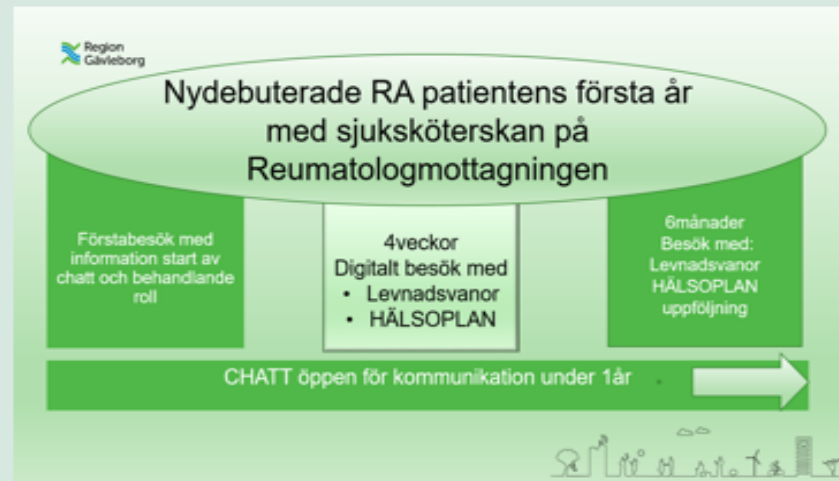 Region
Gävleborg
Nydebuterade RA patientens första år
med sjuksköterskan på
Reumatologmottagningen
Förstabesök med
information start av
chatt och behandlande
roll
4veckor
Digitalt besök med
• Levnadsvanor
• HÄLSOPLAN
6månader
Besök med:
Levnadsvanor
HÄLSOPLAN
uppföljning
CHATT öppen för kommunikation under 1år